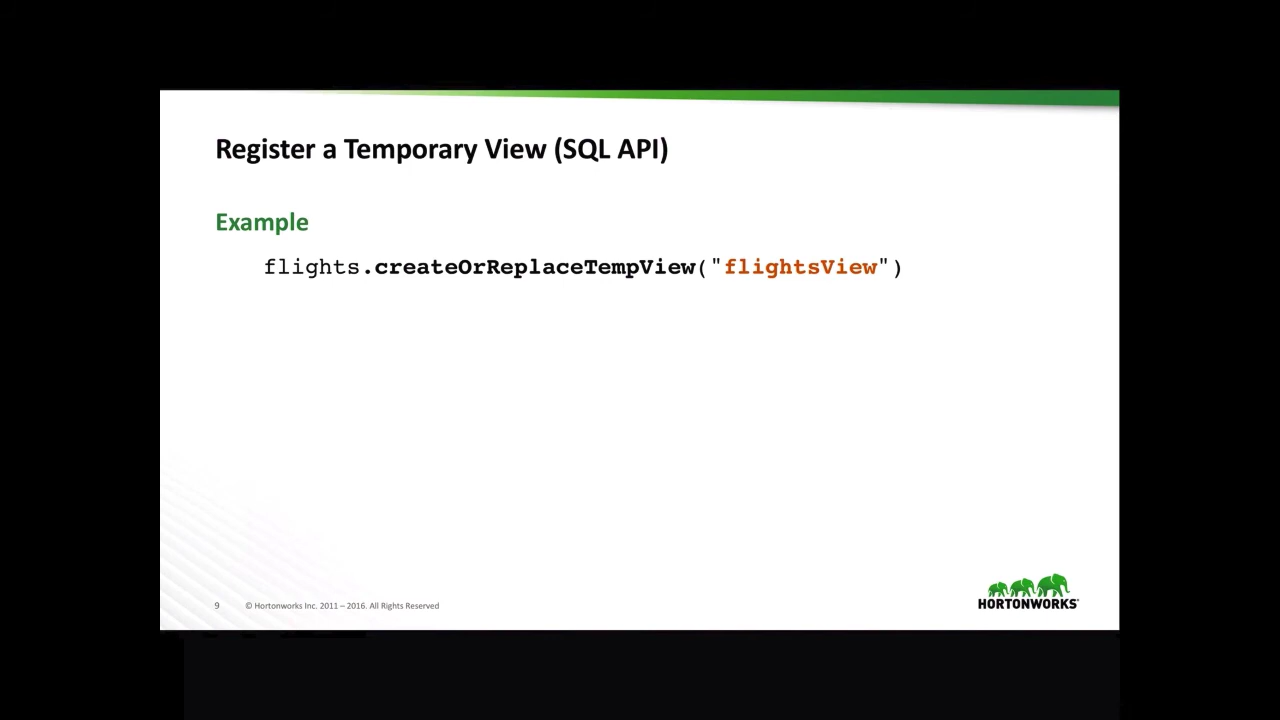 Register a Temporary View (SQL API)
Example
flights.createOrReplaceTempView("flightsView")
9 © Hortonworks Inc. 2011 – 2016. All Rights Reserved
HORTONWORKS®